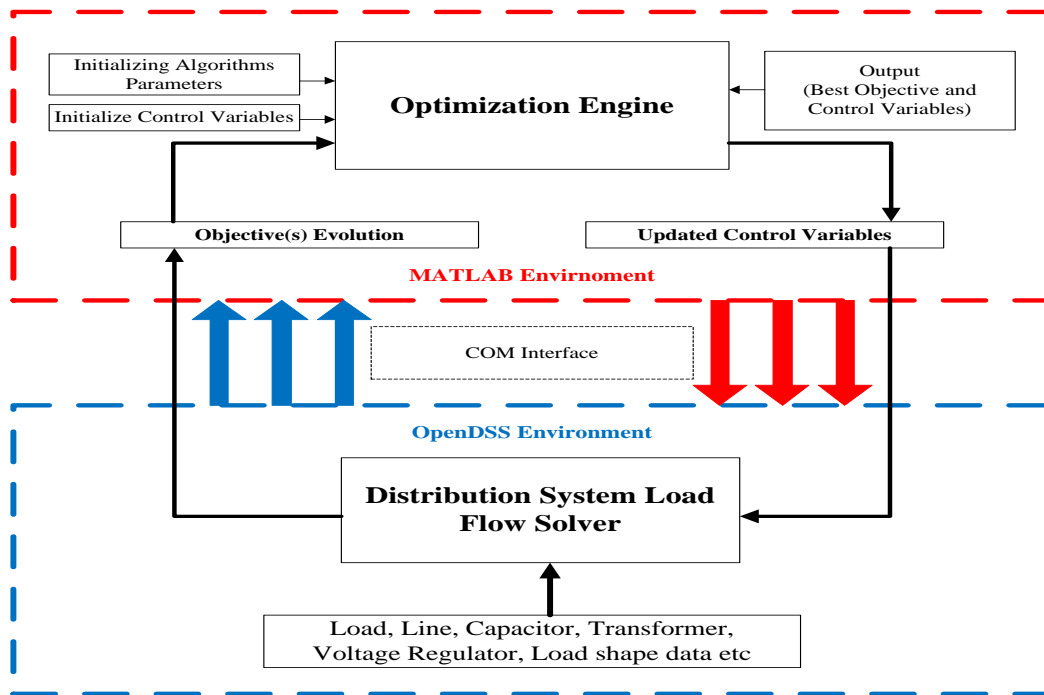 Initializing Algorithms
Parameters
Initialize Control Variables
Optimization Engine
Output
(Best Objective and
Control Variables)
Objective(s) Evolution
Updated Control Variables
MATLAB Envirnoment
COM Interface
OpenDSS Environment
Distribution System Load
Flow Solver
Load, Line, Capacitor, Transformer,
Voltage Regulator, Load shape data etc